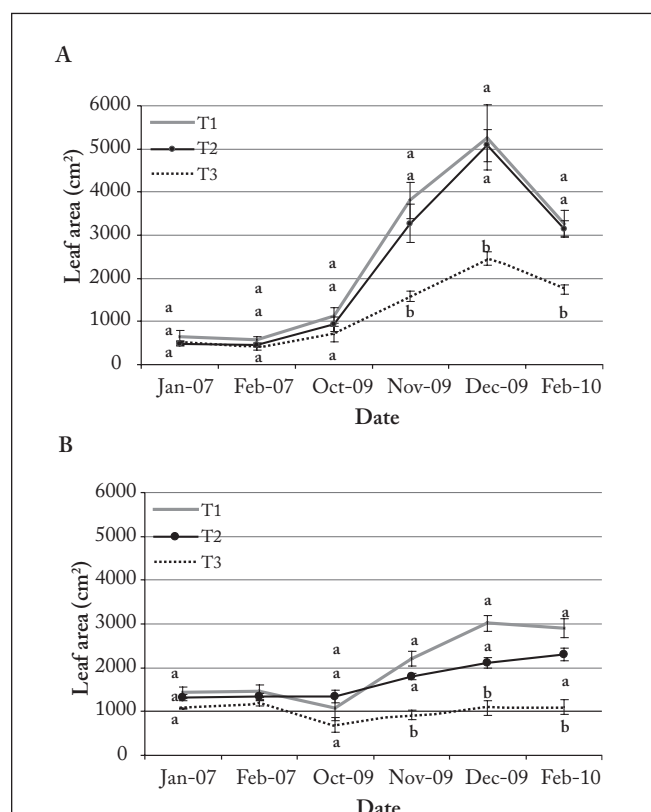 A
6000 a
T1
5000 T2 a
T3 a a a
4000 a
3000
b
2000 a
a a
1000 a a b b
a
0 a a a
Jan-07 Feb-07 Oct-09 Nov-09 Dec-09 Feb-10
Leaf area (cm²)
Date
B
6000
T1
5000 T2
T3
4000
a a
3000 a
a
2000 a a a a a
a b
1000 a b b
0 a
Jan-07 Feb-07 Oct-09 Nov-09 Dec-09 Feb-10
Leaf area (cm²)
Date